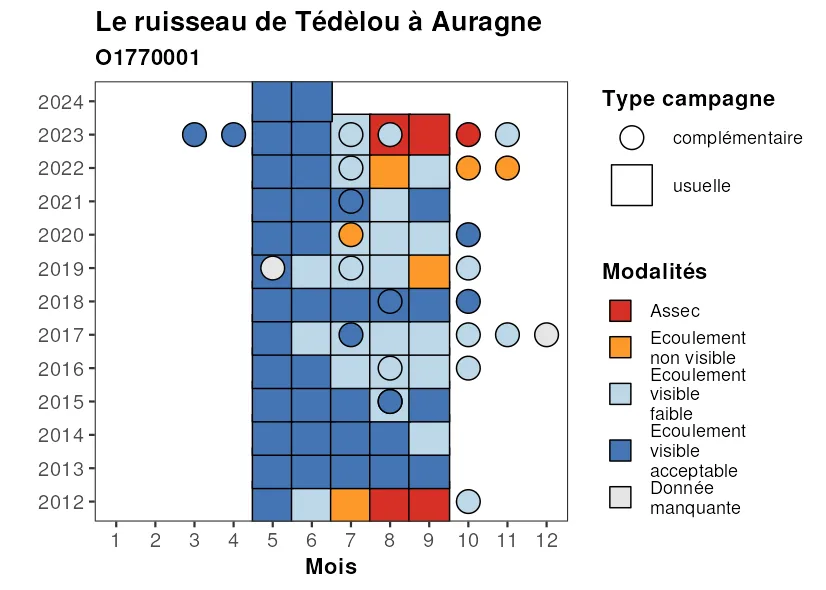 Le ruisseau de Tédèlou à Auragne
O1770001
2024
2023
2022
2021
2020
2019
2018
2017
2016
2015
2014
2013
2012
1 2 3 4 5 6 7 8 9 10 11 12
Mois
Type campagne
complémentaire
usuelle
Modalités
Assec
Ecoulement
non visible
Ecoulement
visible
faible
Ecoulement
visible
acceptable
Donnée
manquante